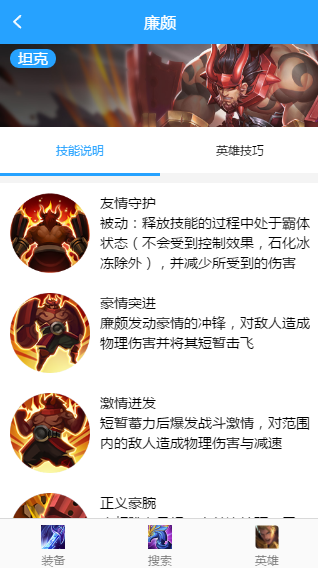 廉颇
坦克
技能说明
英雄技巧
友情守护
被动：释放技能的过程中处于霸体
状态（不会受到控制效果，石化冰
冻除外），并减少所受到的伤害
豪情突进
廉颇发动豪情的冲锋，对敌人造成
物理伤害并将其短暂击飞
激情迸发
短暂蓄力后爆发战斗激情，对范围
内的敌人造成物理伤害与减速
正义豪腕
装备
搜索
英雄